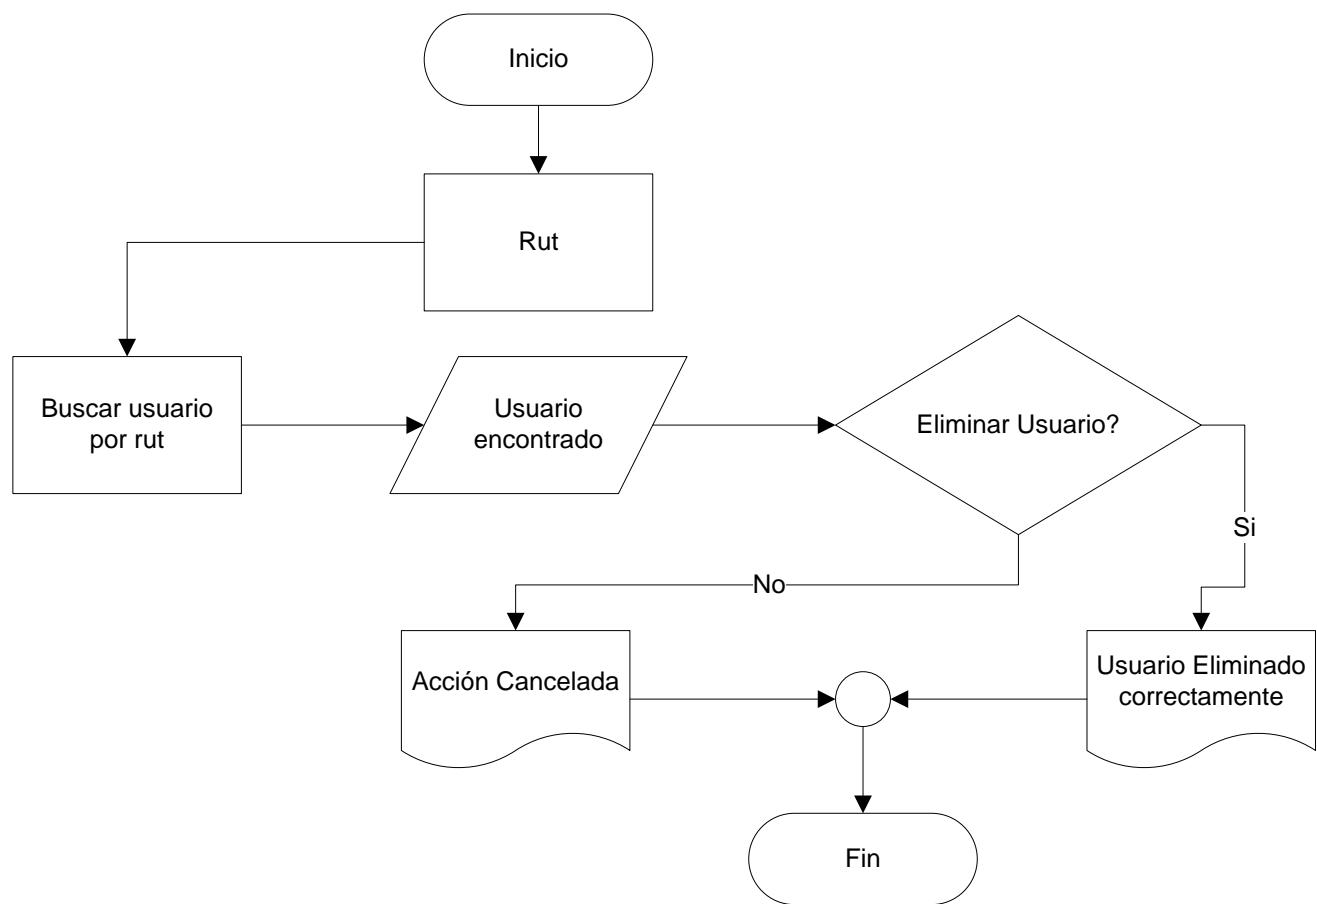 Inicio
Rut
Buscar usuario
por rut
Usuario
encontrado
Eliminar Usuario?
Si
No
Acción Cancelada
Usuario Eliminado
correctamente
Fin